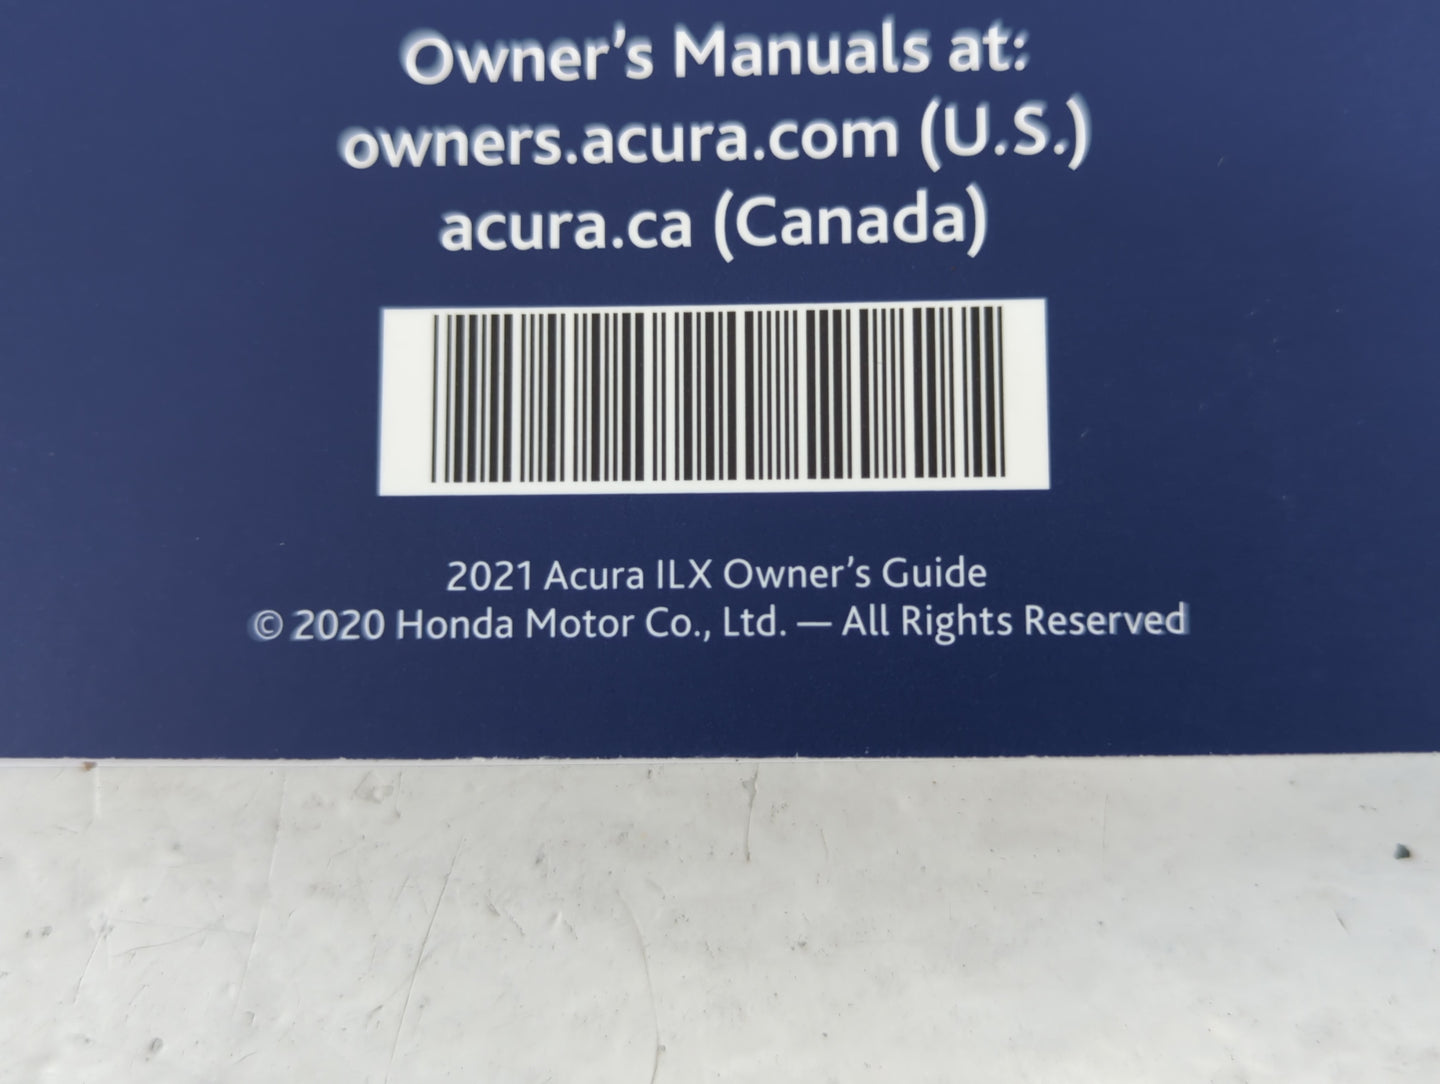 Owner's Manuals at:
owners.acura.com (U.S.)
acura.ca (Canada)
2021 Acura ILX Owner's Guide
© 2020 Honda Motor Co., Ltd. — All Rights Reserved